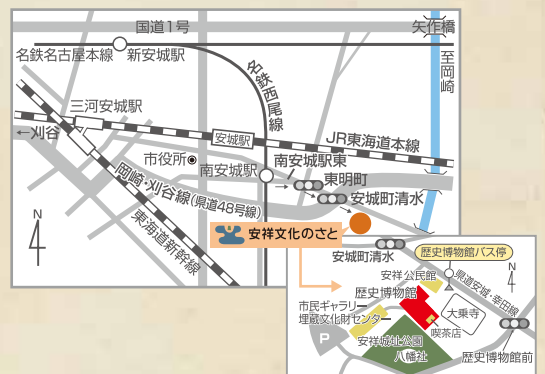 国道1号
矢作橋
名鉄名古屋本線
新安城駅
名鉄西尾線
至岡崎
三河安城駅
←刈谷
安城駅
JR東海道本線
市役所
南安城駅
南安城駅東
東明町
安城町清水
岡崎・刈谷線(県道48号線)
東海道新幹線
N
安祥文化のさと
安城町清水
歴史博物館バス停
安祥公民館
県道安城・幸田線
N
歴史博物館
市民ギャラリー
埋蔵文化財センター
大乗寺
喫茶店
P
安祥城址公園
八幡社
歴史博物館前